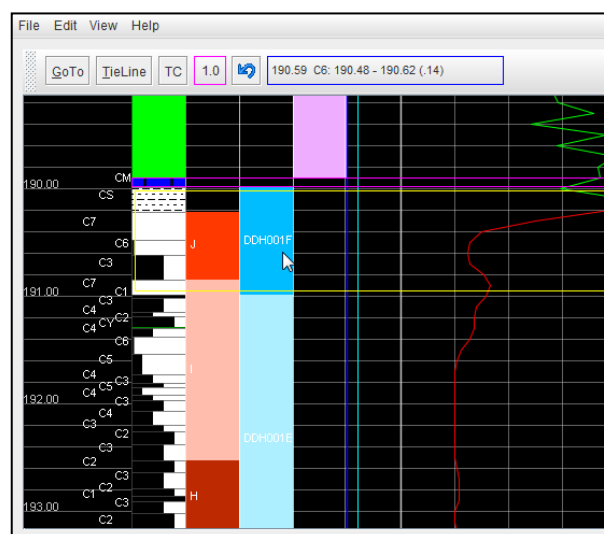 File Edit View Help
GoTo TieLine TC 1.0 190.59 C6: 190.48 - 190.62 (.14)
CM
190.00
CS
C7
C6 J DDH001F
C3
C7
191.00 C1
C3
C4
C2
C4 CY
C6
C5
I
C4
C3
C4 C5
192.00 C3
C4
C3
C2
DDH001E
C3
C2
C3
C2
C1 H
C3
193.00
C2